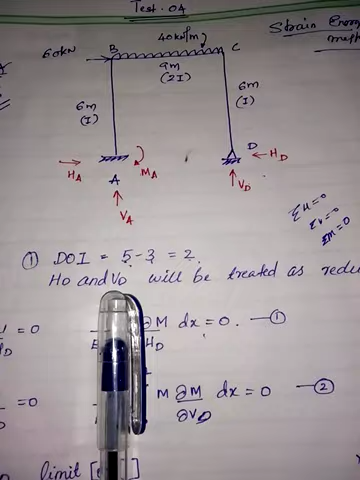 Test-04
Strain Energy
60kN
B
40kN/m
C
9m
(2I)
6m
(I)
6m
(I)
HA
MA
A
VA
D
HD
VD
ΣH=0
ΣV=0
ΣM=0
① DOI = 5-3 = 2.
HD and VD will be treated as
= 0
∂M dx = 0. — ①
HD
= 0
M ∂M dx = 0 — ②
∂VD
limit [